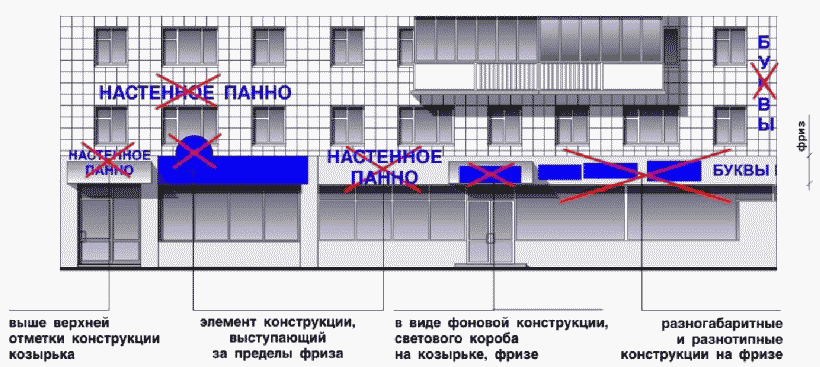 Б
У
К
В
Ы
НАСТЕННОЕ ПАННО
фриз
НАСТЕННОЕ
ПАННО
НАСТЕННОЕ
ПАННО
БУКВЫ
выше верхней
отметки конструкции
козырька
элемент конструкции,
выступающий
за пределы фриза
в виде фоновой конструкции,
светового короба
на козырьке, фризе
разногабаритные
и разнотипные
конструкции на фризе